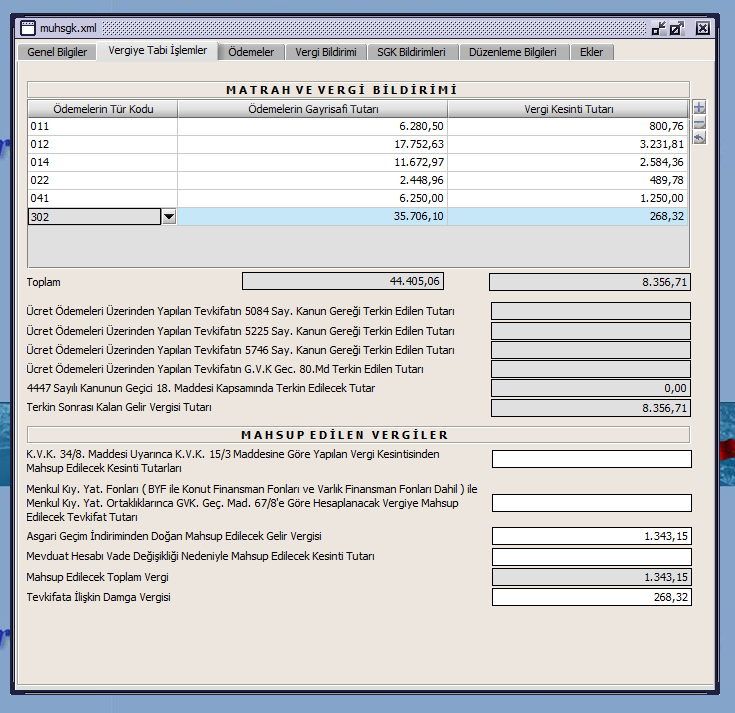 muhsgk.xml
Genel Bilgiler Vergiye Tabi İşlemler Ödemeler Vergi Bildirimi SGK Bildirimleri Düzenleme Bilgileri Ekler
MATRAH VE VERGİ BİLDİRİMİ
Ödemelerin Tür Kodu Ödemelerin Gayrisafi Tutarı Vergi Kesinti Tutarı
011 6.280,50 800,76
012 17.752,63 3.231,81
014 11.672,97 2.584,36
022 2.448,96 489,78
041 6.250,00 1.250,00
302 35.706,10 268,32
Toplam 44.405,06 8.356,71
Ücret Ödemeleri Üzerinden Yapılan Tevkifatın 5084 Say. Kanun Gereği Terkin Edilen Tutarı
Ücret Ödemeleri Üzerinden Yapılan Tevkifatın 5225 Say. Kanun Gereği Terkin Edilen Tutarı
Ücret Ödemeleri Üzerinden Yapılan Tevkifatın 5746 Say. Kanun Gereği Terkin Edilen Tutarı
Ücret Ödemeleri Üzerinden Yapılan Tevkifatın G.V.K Gec. 80.Md Terkin Edilen Tutarı
4447 Sayılı Kanunun Geçici 18. Maddesi Kapsamında Terkin Edilecek Tutar 0,00
Terkin Sonrası Kalan Gelir Vergisi Tutarı 8.356,71
MAHSUP EDİLEN VERGİLER
K.V.K. 34/8. Maddesi Uyarınca K.V.K. 15/3 Maddesine Göre Yapılan Vergi Kesintisinden
Mahsup Edilecek Kesinti Tutarları
Menkul Kıy. Yat. Fonları ( BYF ile Konut Finansman Fonları ve Varlık Finansman Fonları Dahil ) ile
Menkul Kıy. Yat. Ortaklıklarınca GVK. Geç. Mad. 67/8'e Göre Hesaplanacak Vergiye Mahsup
Edilecek Tevkifat Tutarı
Asgari Geçim İndiriminden Doğan Mahsup Edilecek Gelir Vergisi 1.343,15
Mevduat Hesabı Vade Değişikliği Nedeniyle Mahsup Edilecek Kesinti Tutarı
Mahsup Edilecek Toplam Vergi 1.343,15
Tevkifata İlişkin Damga Vergisi 268,32